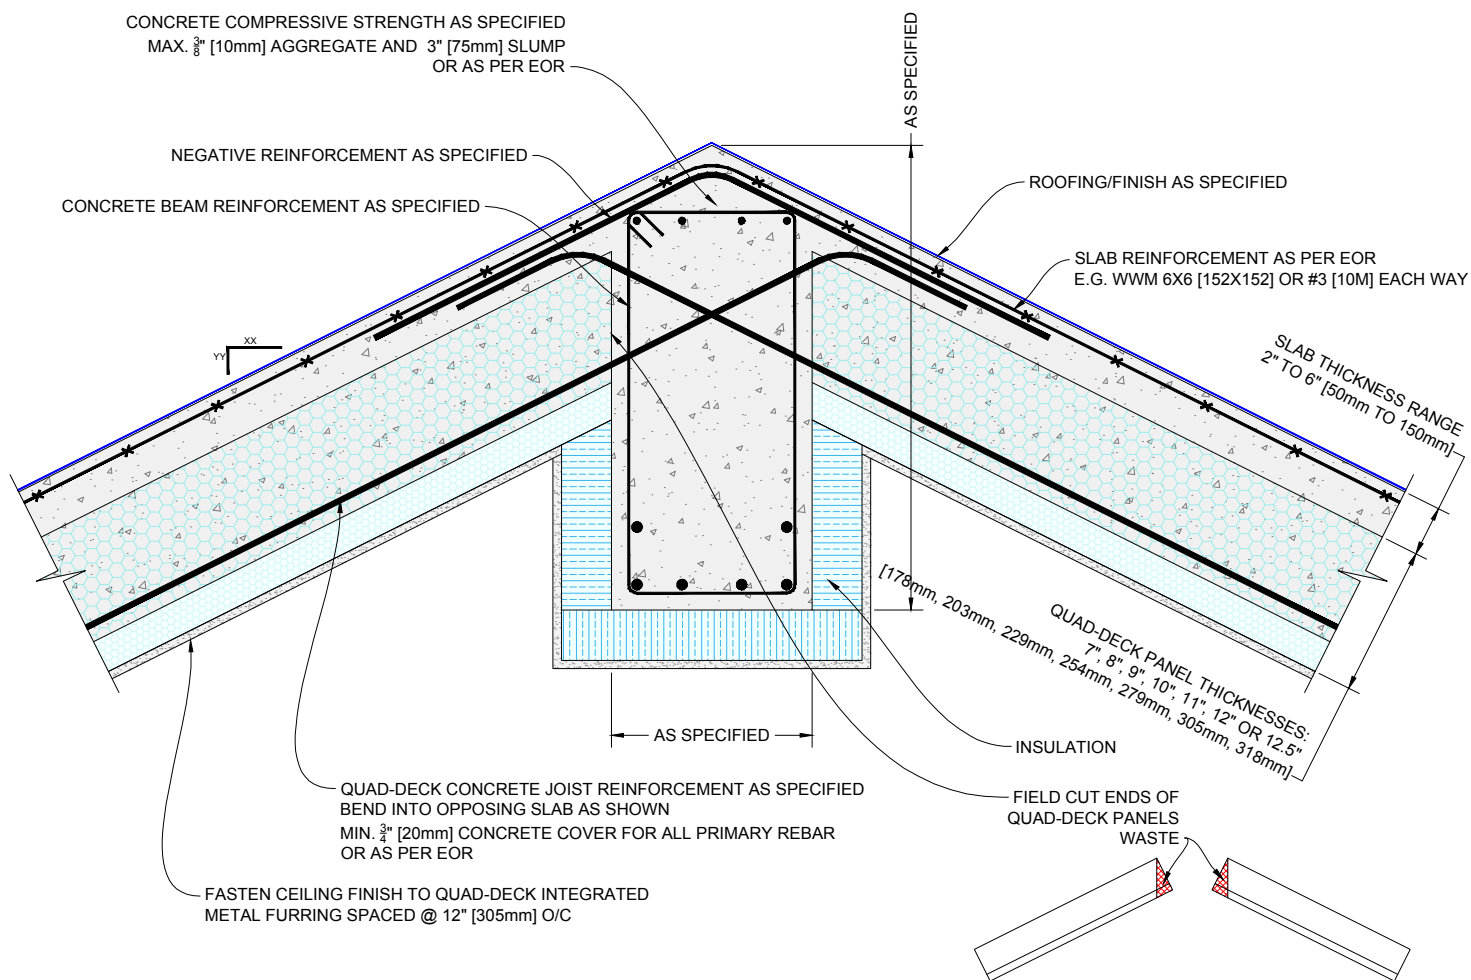 CONCRETE COMPRESSIVE STRENGTH AS SPECIFIED
MAX. 3/8" [10mm] AGGREGATE AND 3" [75mm] SLUMP
OR AS PER EOR
AS SPECIFIED
NEGATIVE REINFORCEMENT AS SPECIFIED
CONCRETE BEAM REINFORCEMENT AS SPECIFIED
ROOFING/FINISH AS SPECIFIED
SLAB REINFORCEMENT AS PER EOR
E.G. WWM 6X6 [152X152] OR #3 [10M] EACH WAY
XX
YY
SLAB THICKNESS RANGE
2" TO 6" [50mm TO 150mm]
QUAD-DECK PANEL THICKNESSES:
7", 8", 9", 10", 11", 12" OR 12.5"
[178mm, 203mm, 229mm, 254mm, 279mm, 305mm, 318mm]
AS SPECIFIED
INSULATION
QUAD-DECK CONCRETE JOIST REINFORCEMENT AS SPECIFIED
BEND INTO OPPOSING SLAB AS SHOWN
MIN. 3/4" [20mm] CONCRETE COVER FOR ALL PRIMARY REBAR
OR AS PER EOR
FIELD CUT ENDS OF
QUAD-DECK PANELS
WASTE
FASTEN CEILING FINISH TO QUAD-DECK INTEGRATED
METAL FURRING SPACED @ 12" [305mm] O/C